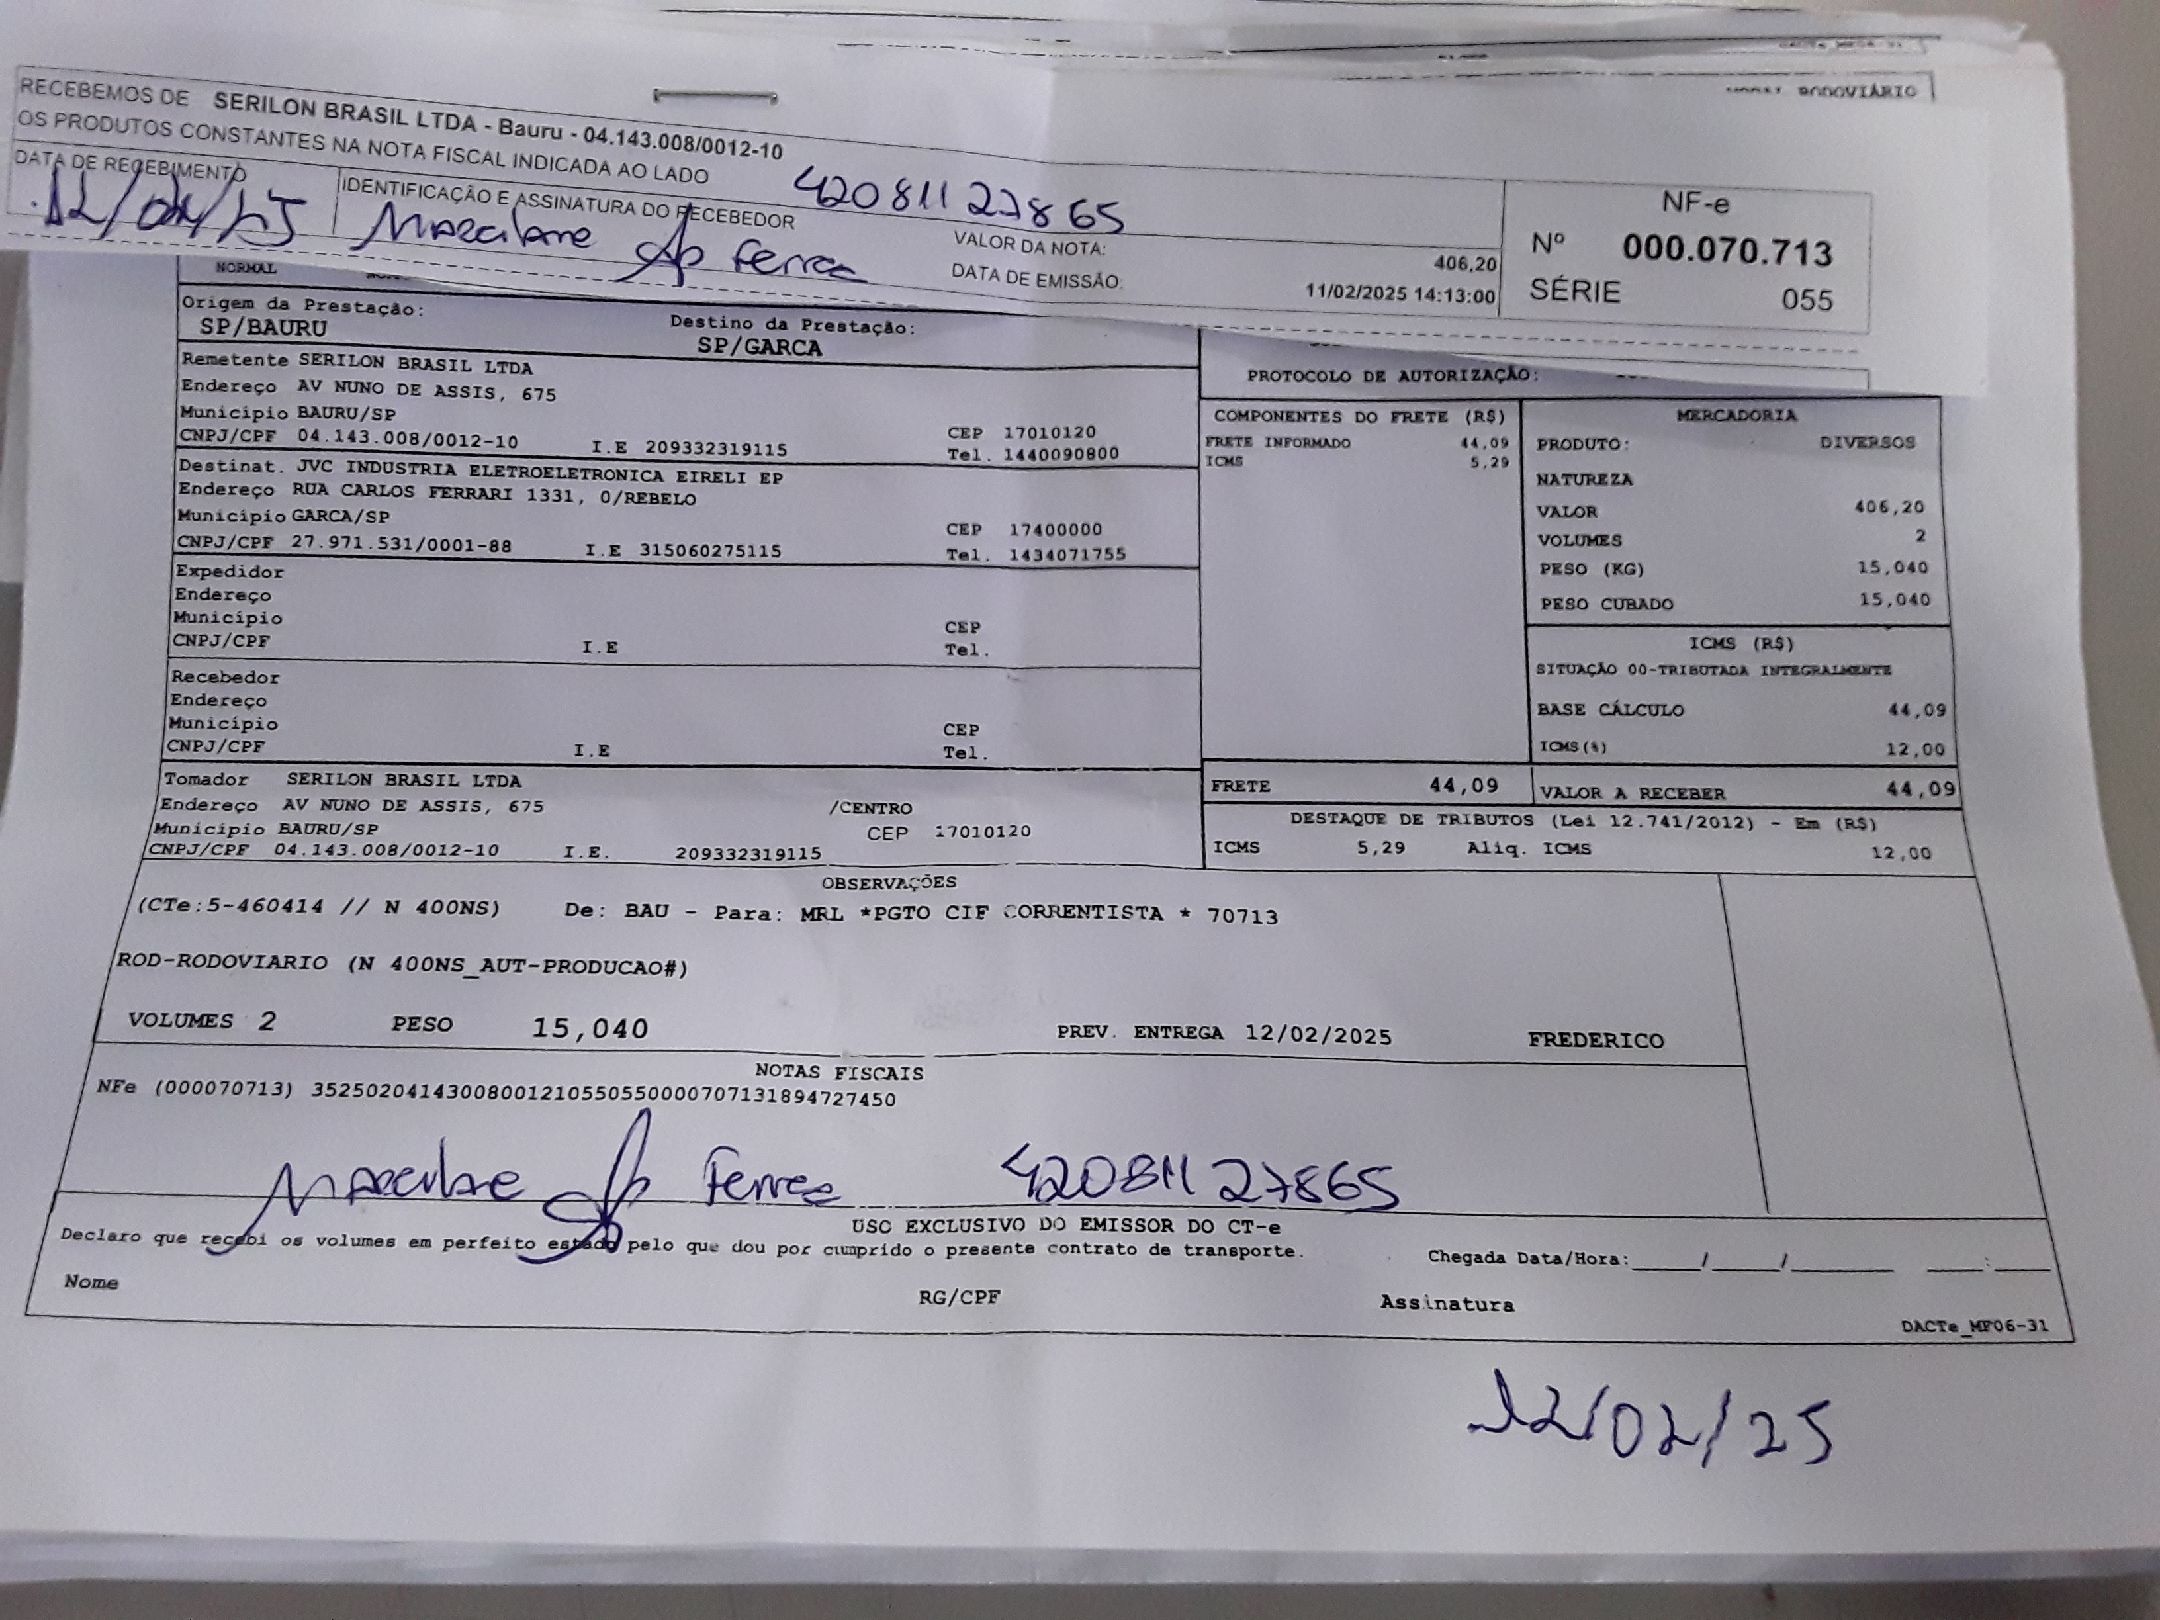 RODOVIÁRIO
RECEBEMOS DE SERILON BRASIL LTDA - Bauru - 04.143.008/0012-10
OS PRODUTOS CONSTANTES NA NOTA FISCAL INDICADA AO LADO
42081127865
DATA DE RECEBIMENTO
IDENTIFICAÇÃO E ASSINATURA DO RECEBEDOR
12/02/25
Ap Ferrea
VALOR DA NOTA: 406,20
DATA DE EMISSÃO: 11/02/2025 14:13:00
NF-e
Nº 000.070.713
SÉRIE 055
NORMAL
Origem da Prestação:
SP/BAURU
Destino da Prestação:
SP/GARCA
PROTOCOLO DE AUTORIZAÇÃO:
Remetente SERILON BRASIL LTDA
Endereço AV NUNO DE ASSIS, 675
Município BAURU/SP
CEP 17010120
CNPJ/CPF 04.143.008/0012-10 I.E 209332319115 Tel. 1440090800
Destinat. JVC INDUSTRIA ELETROELETRONICA EIRELI EP
Endereço RUA CARLOS FERRARI 1331, 0/REBELO
Município GARCA/SP CEP 17400000
CNPJ/CPF 27.971.531/0001-88 I.E 315060275115 Tel. 1434071755
Expedidor
Endereço
Município CEP
CNPJ/CPF I.E Tel.
Recebedor
Endereço
Município CEP
CNPJ/CPF I.E Tel.
Tomador SERILON BRASIL LTDA
Endereço AV NUNO DE ASSIS, 675 /CENTRO
Município BAURU/SP CEP 17010120
CNPJ/CPF 04.143.008/0012-10 I.E. 209332319115
COMPONENTES DO FRETE (R$)
FRETE INFORMADO 44,09
ICMS 5,29
MERCADORIA
PRODUTO: DIVERSOS
NATUREZA
VALOR 406,20
VOLUMES 2
PESO (KG) 15,040
PESO CUBADO 15,040
ICMS (R$)
SITUAÇÃO 00-TRIBUTADA INTEGRALMENTE
BASE CÁLCULO 44,09
ICMS(%) 12,00
FRETE 44,09 VALOR A RECEBER 44,09
DESTAQUE DE TRIBUTOS (Lei 12.741/2012) - Em (R$)
ICMS 5,29 Aliq. ICMS 12,00
OBSERVAÇÕES
(CTe:5-460414 // N 400NS) De: BAU - Para: MRL *PGTO CIF CORRENTISTA * 70713
ROD-RODOVIARIO (N 400NS_AUT-PRODUCAO#)
VOLUMES 2 PESO 15,040 PREV. ENTREGA 12/02/2025 FREDERICO
NOTAS FISCAIS
NFe (000070713) 35250204143008001210550550000707131894727450
Ap Ferrea 42081127865
USO EXCLUSIVO DO EMISSOR DO CT-e
Declaro que recebi os volumes em perfeito estado pelo que dou por cumprido o presente contrato de transporte. Chegada Data/Hora:_____/_____/_______ ____:____
Nome RG/CPF Assinatura
DACTe_MF06-31
12/02/25